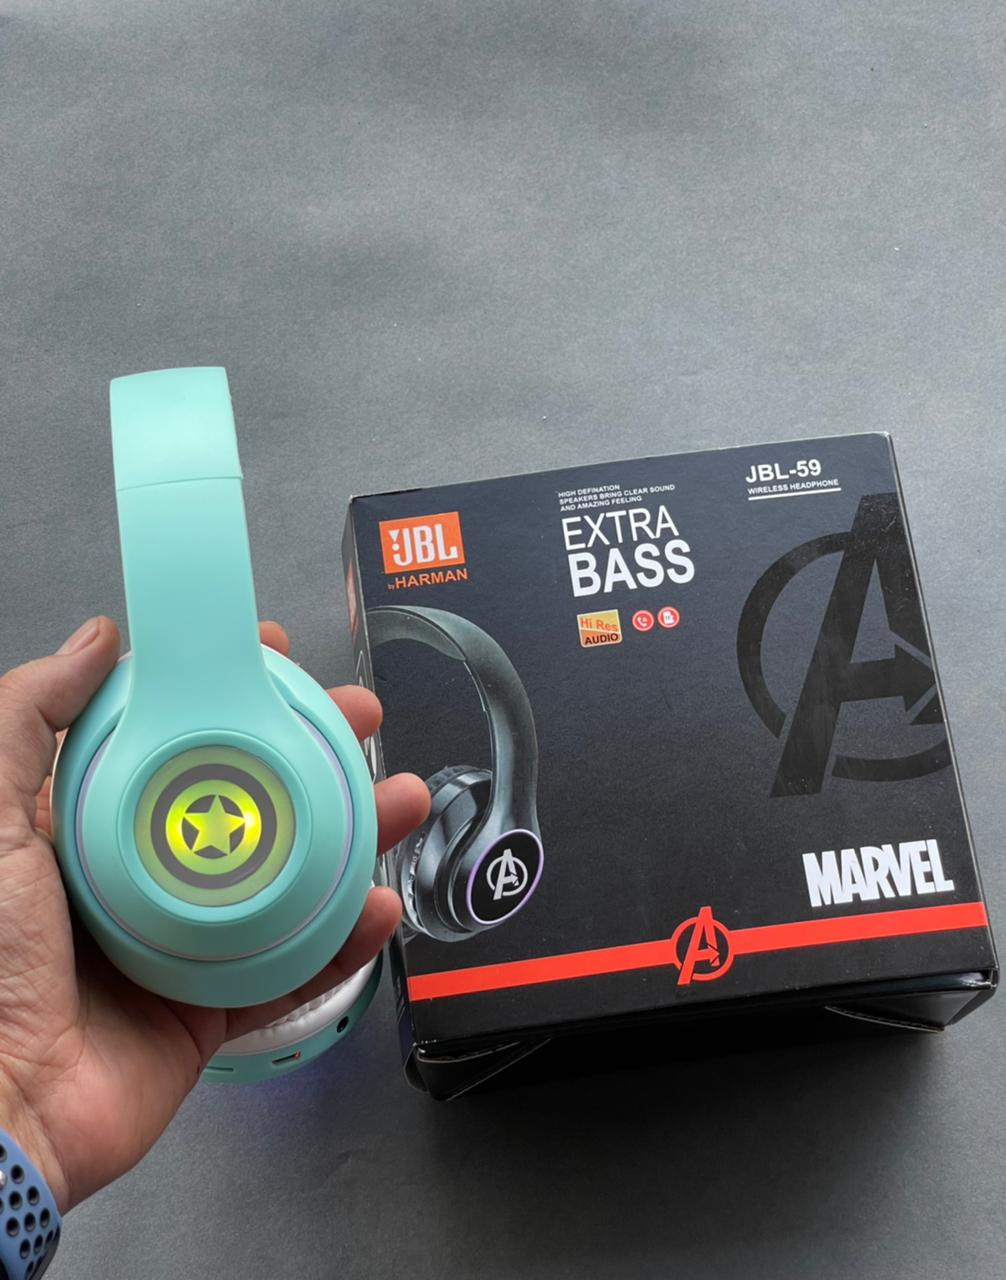 JBL
by HARMAN
HIGH DEFINATION
SPEAKERS BRING CLEAR SOUND
AND AMAZING FEELING
EXTRA
BASS
Hi Res
AUDIO
JBL-59
WIRELESS HEADPHONE
MARVEL